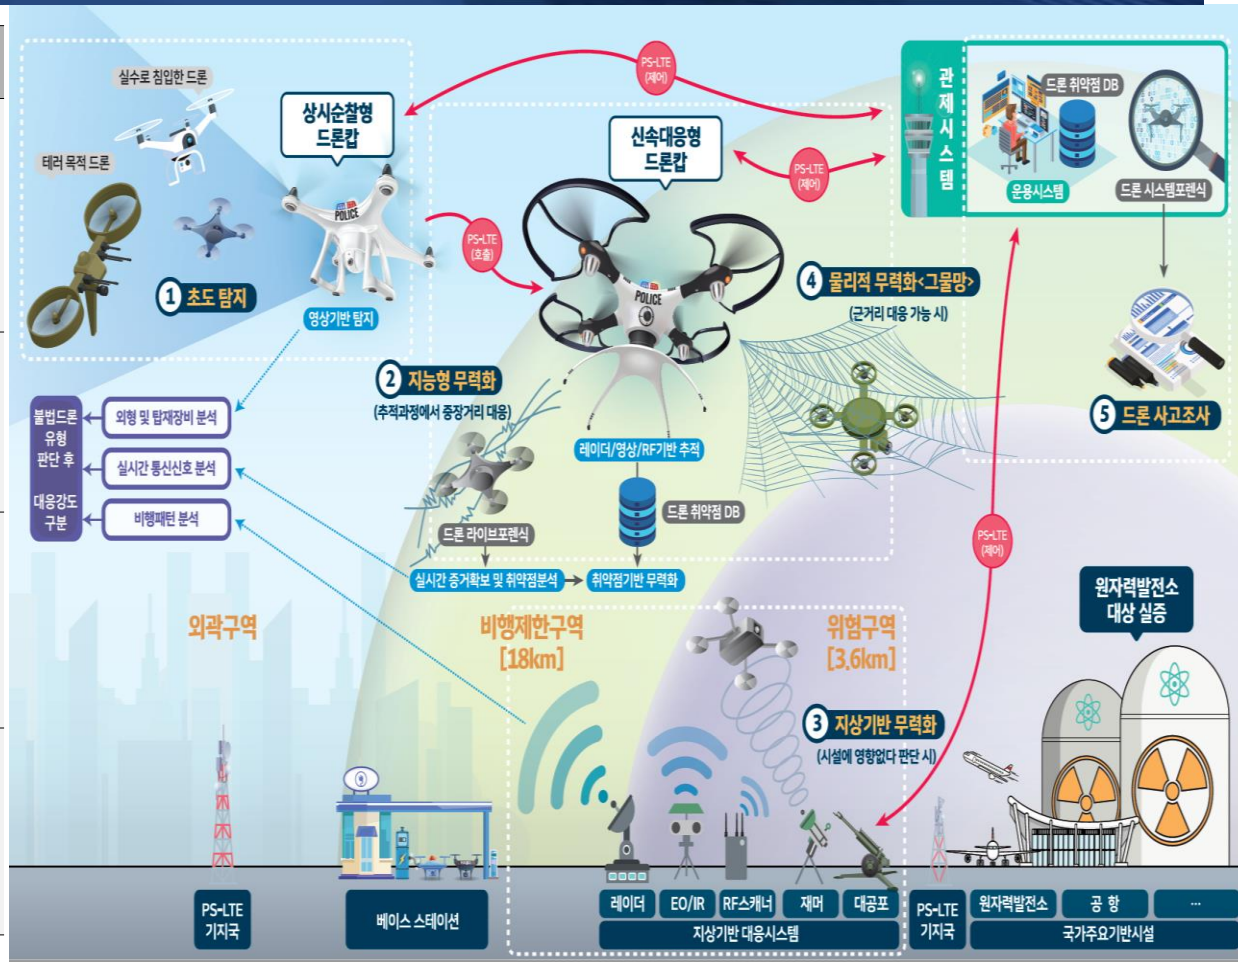 실수로 침입한 드론
테러 목적 드론
상시순찰형
드론캅
POLICE
1 초도 탐지
영상기반 탐지
PS-LTE
(제어)
PS-LTE
(호출)
신속대응형
드론캅
POLICE
PS-LTE
(제어)
관제시스템
드론 취약점 DB
운용시스템
드론 시스템포렌식
4 물리적 무력화<그물망>
(근거리 대응 가능 시)
2 지능형 무력화
(추적과정에서 중장거리 대응)
5 드론 사고조사
불법드론
유형
판단 후
대응강도
구분
외형 및 탑재장비 분석
실시간 통신신호 분석
비행패턴 분석
레이더/영상/RF기반 추적
드론 취약점 DB
드론 라이브포렌식
실시간 증거확보 및 취약점분석
취약점기반 무력화
PS-LTE
(제어)
원자력발전소
대상 실증
외곽구역
비행제한구역
[18km]
위험구역
[3.6km]
3 지상기반 무력화
(시설에 영향없다 판단 시)
PS-LTE
기지국
베이스 스테이션
레이더
EO/IR
RF스캐너
재머
대공포
지상기반 대응시스템
PS-LTE
기지국
원자력발전소
공 항
...
국가주요기반시설